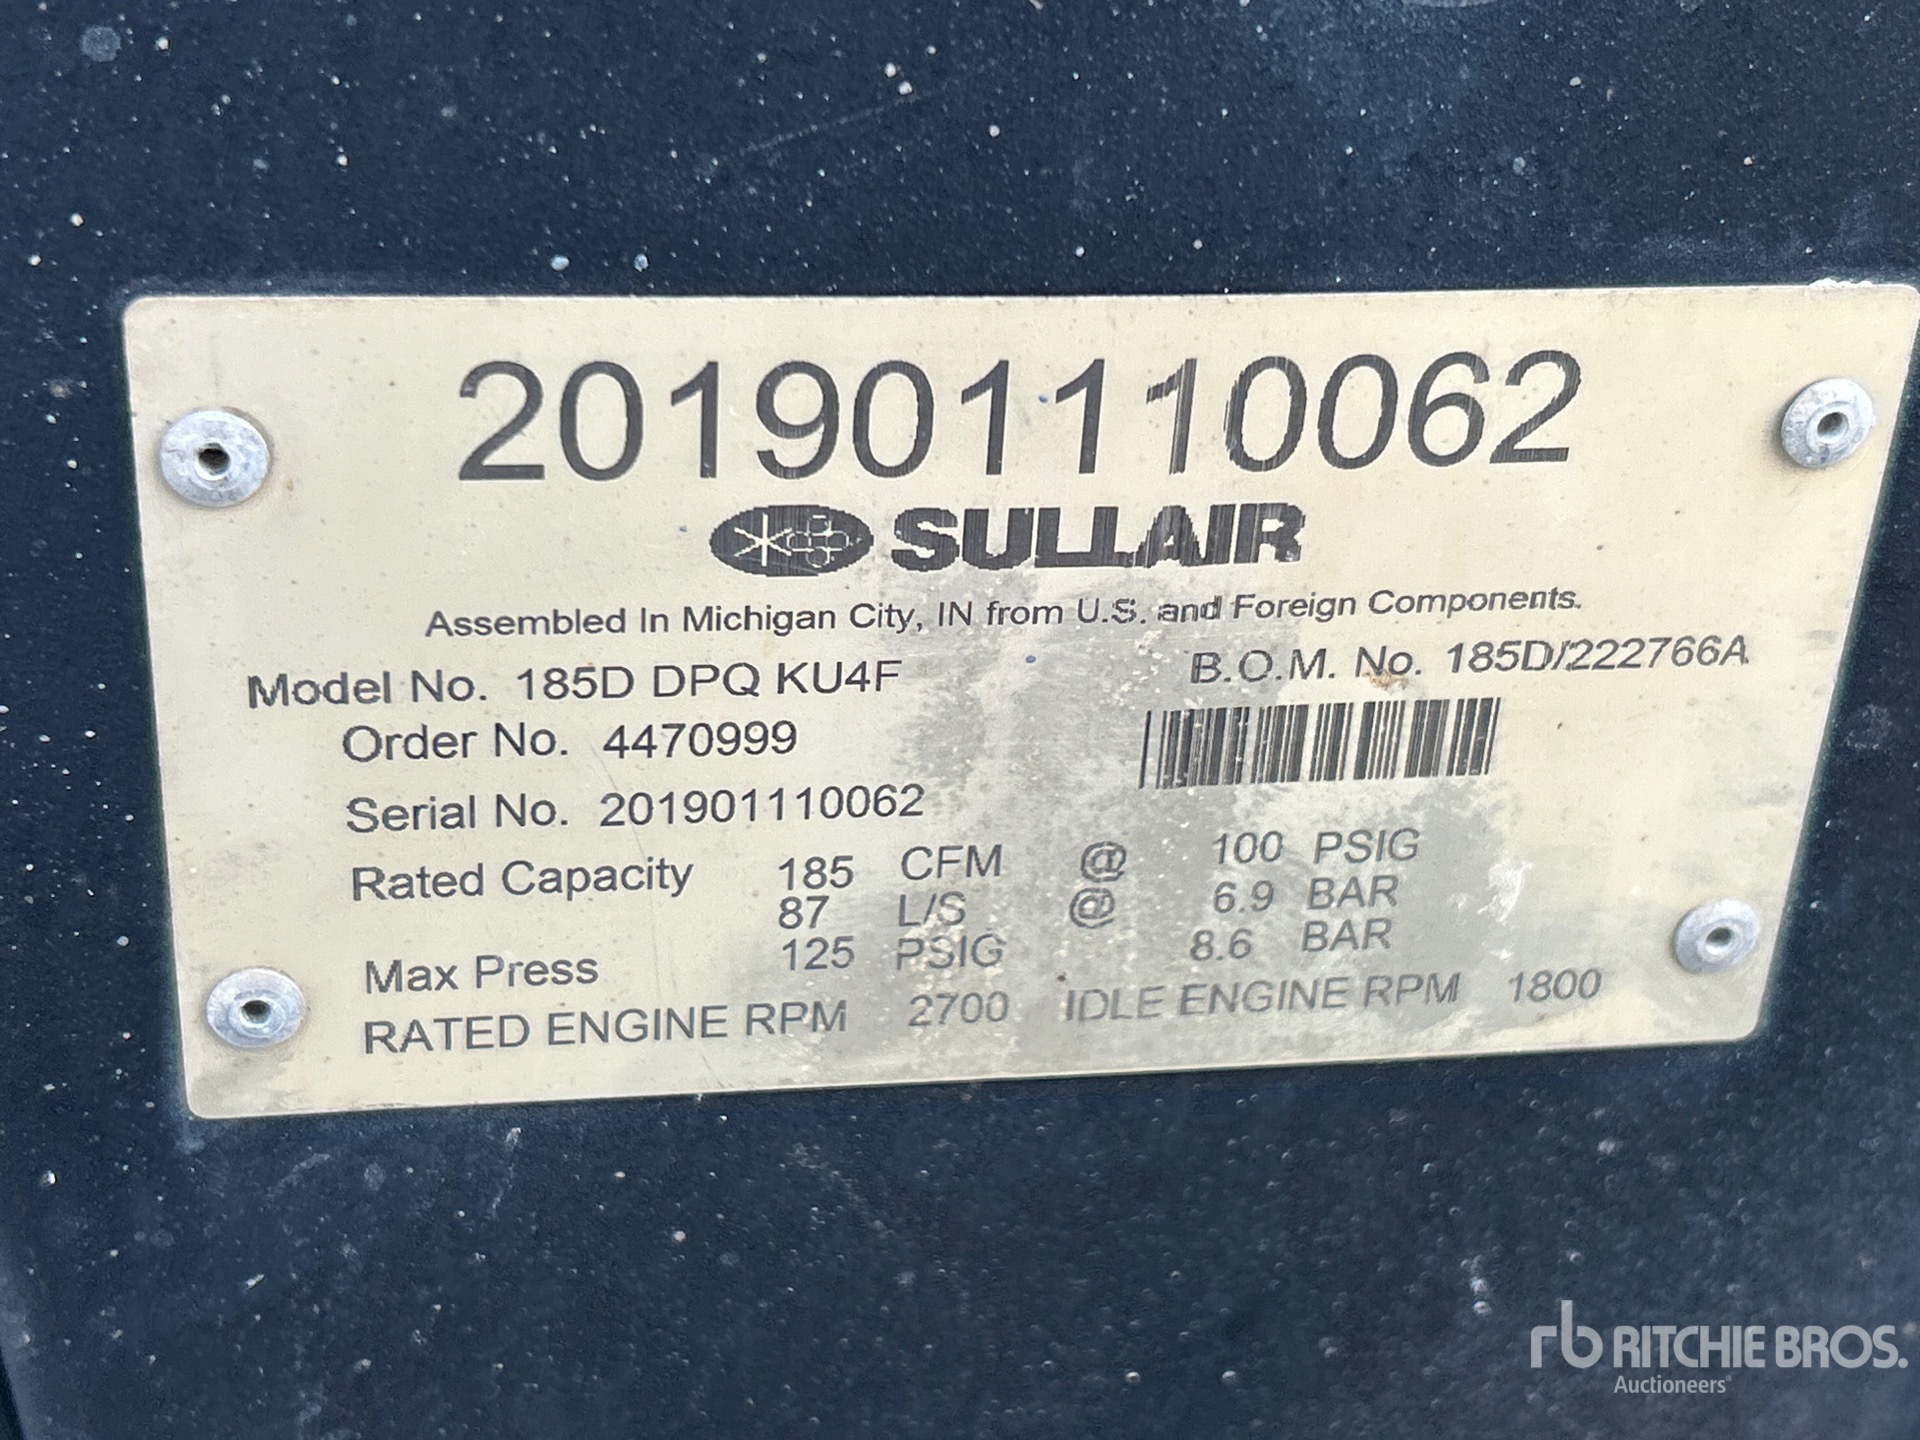 201901110062
SULLAIR
Assembled In Michigan City, IN from U.S. and Foreign Components.
Model No. 185D DPQ KU4F B.O.M. No. 185D/222766A
Order No. 4470999
Serial No. 201901110062
Rated Capacity 185 CFM @ 100 PSIG
87 L/S @ 6.9 BAR
Max Press 125 PSIG 8.6 BAR
RATED ENGINE RPM 2700 IDLE ENGINE RPM 1800
rb RITCHIE BROS.
Auctioneers